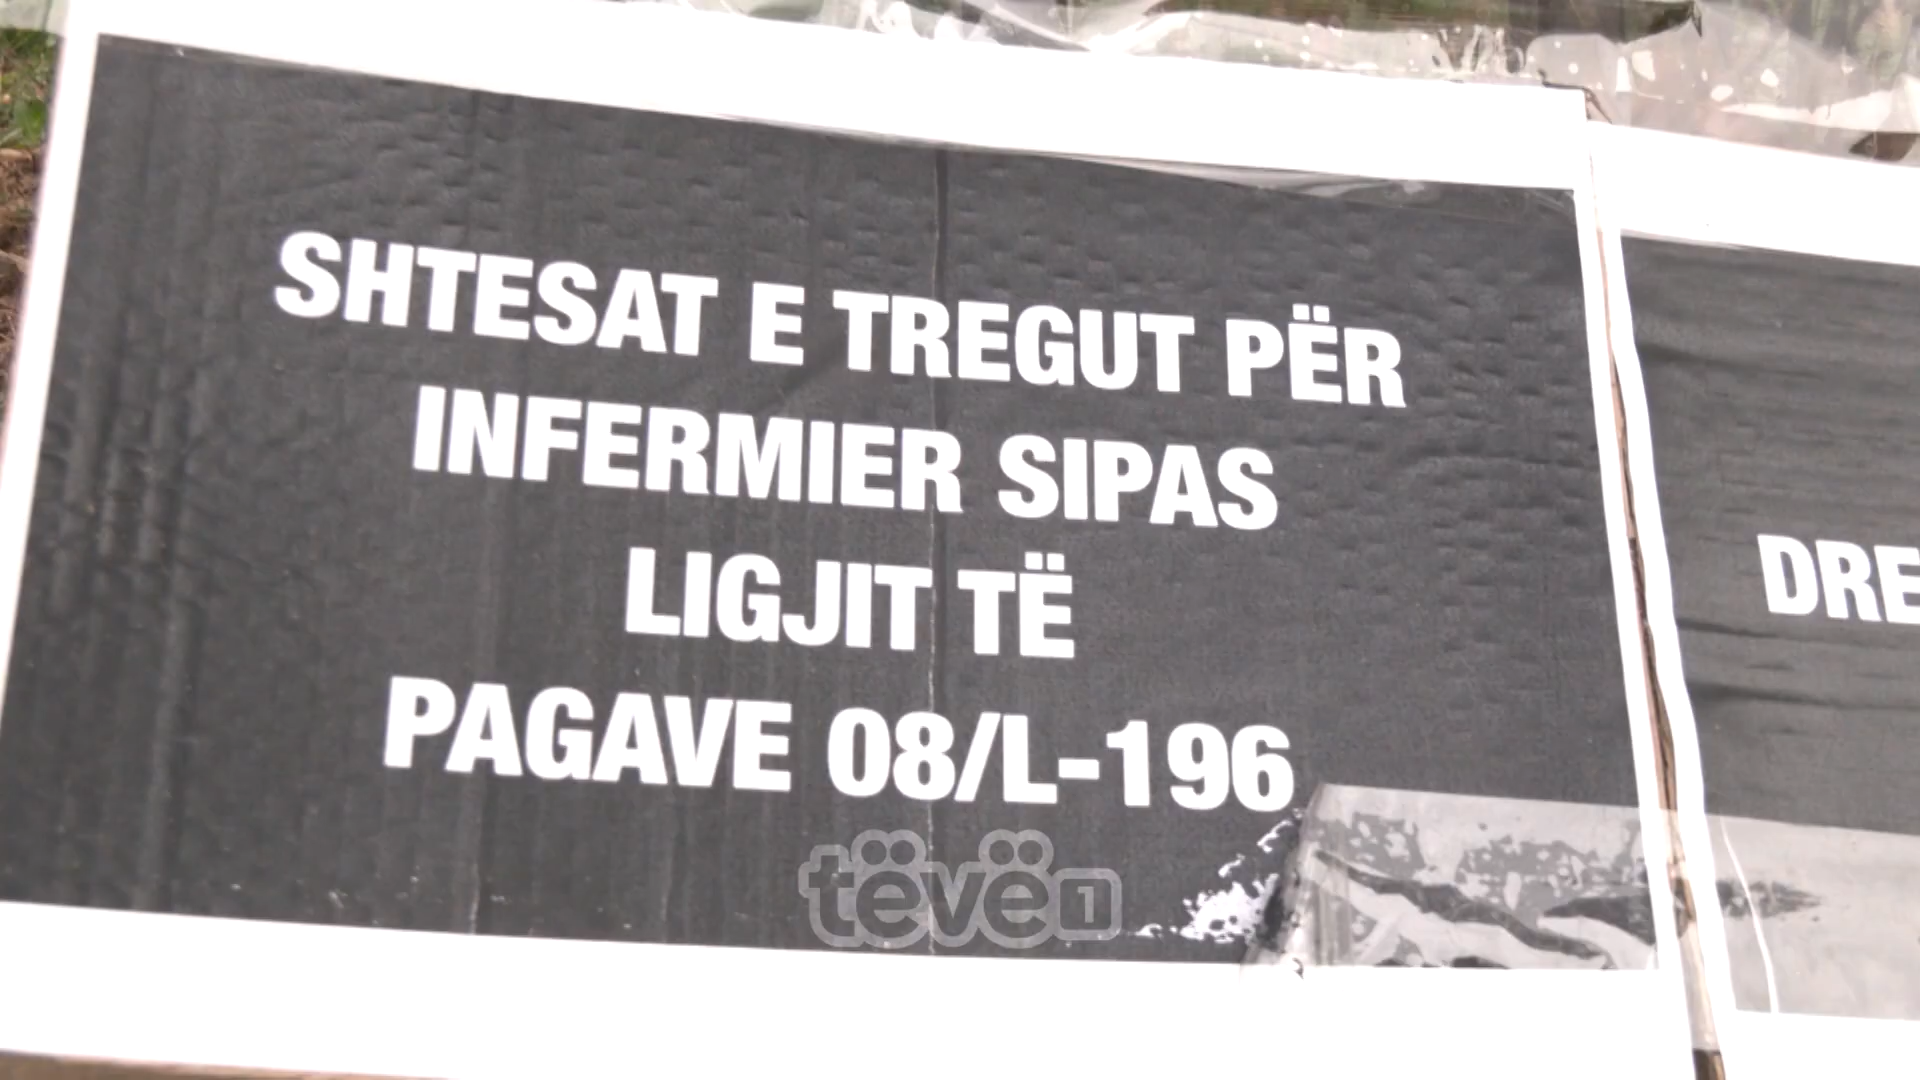 SHTESAT E TREGUT PËR
INFERMIER SIPAS
LIGJIT TË
PAGAVE 08/L-196
DRE
tëvë1